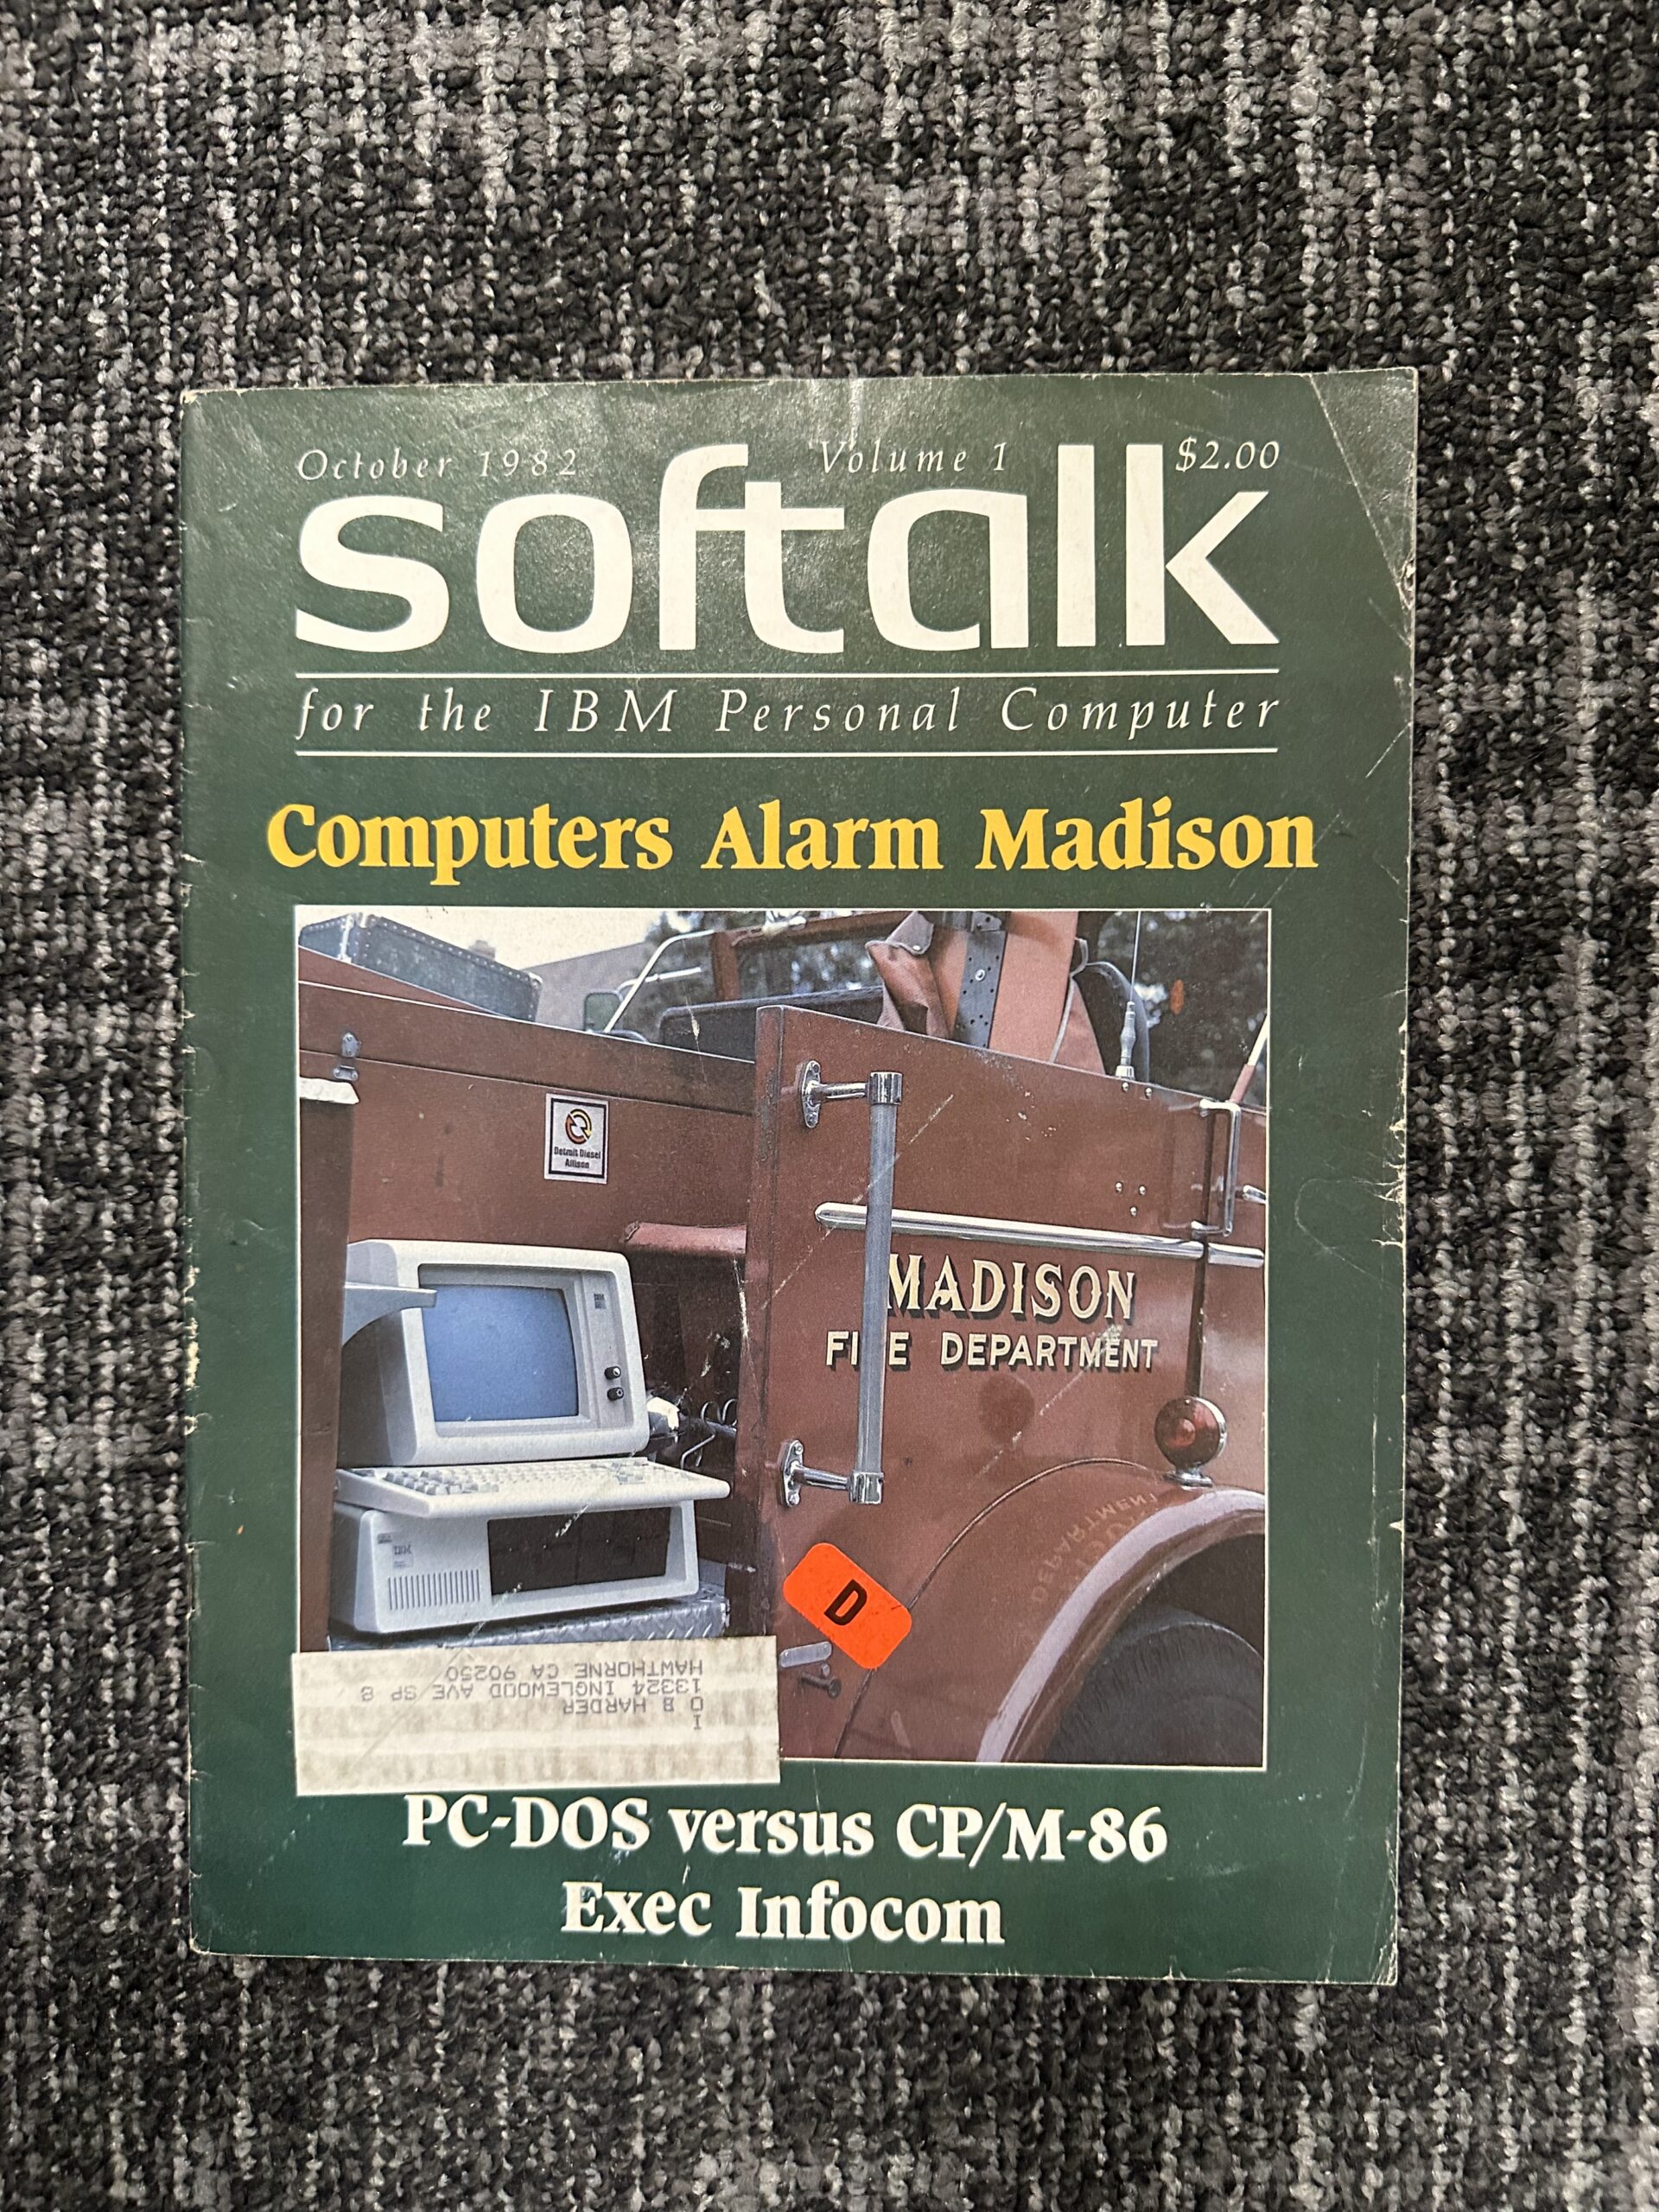 October 1982 Volume 1 $2.00
softalk
for the IBM Personal Computer
Computers Alarm Madison
Detroit Diesel
Allison
MADISON
FI E DEPARTMENT
IBM
D
I
O B HARDER
13324 INGLEWOOD AVE SP 8
HAWTHORNE CA 90250
PC-DOS versus CP/M-86
Exec Infocom